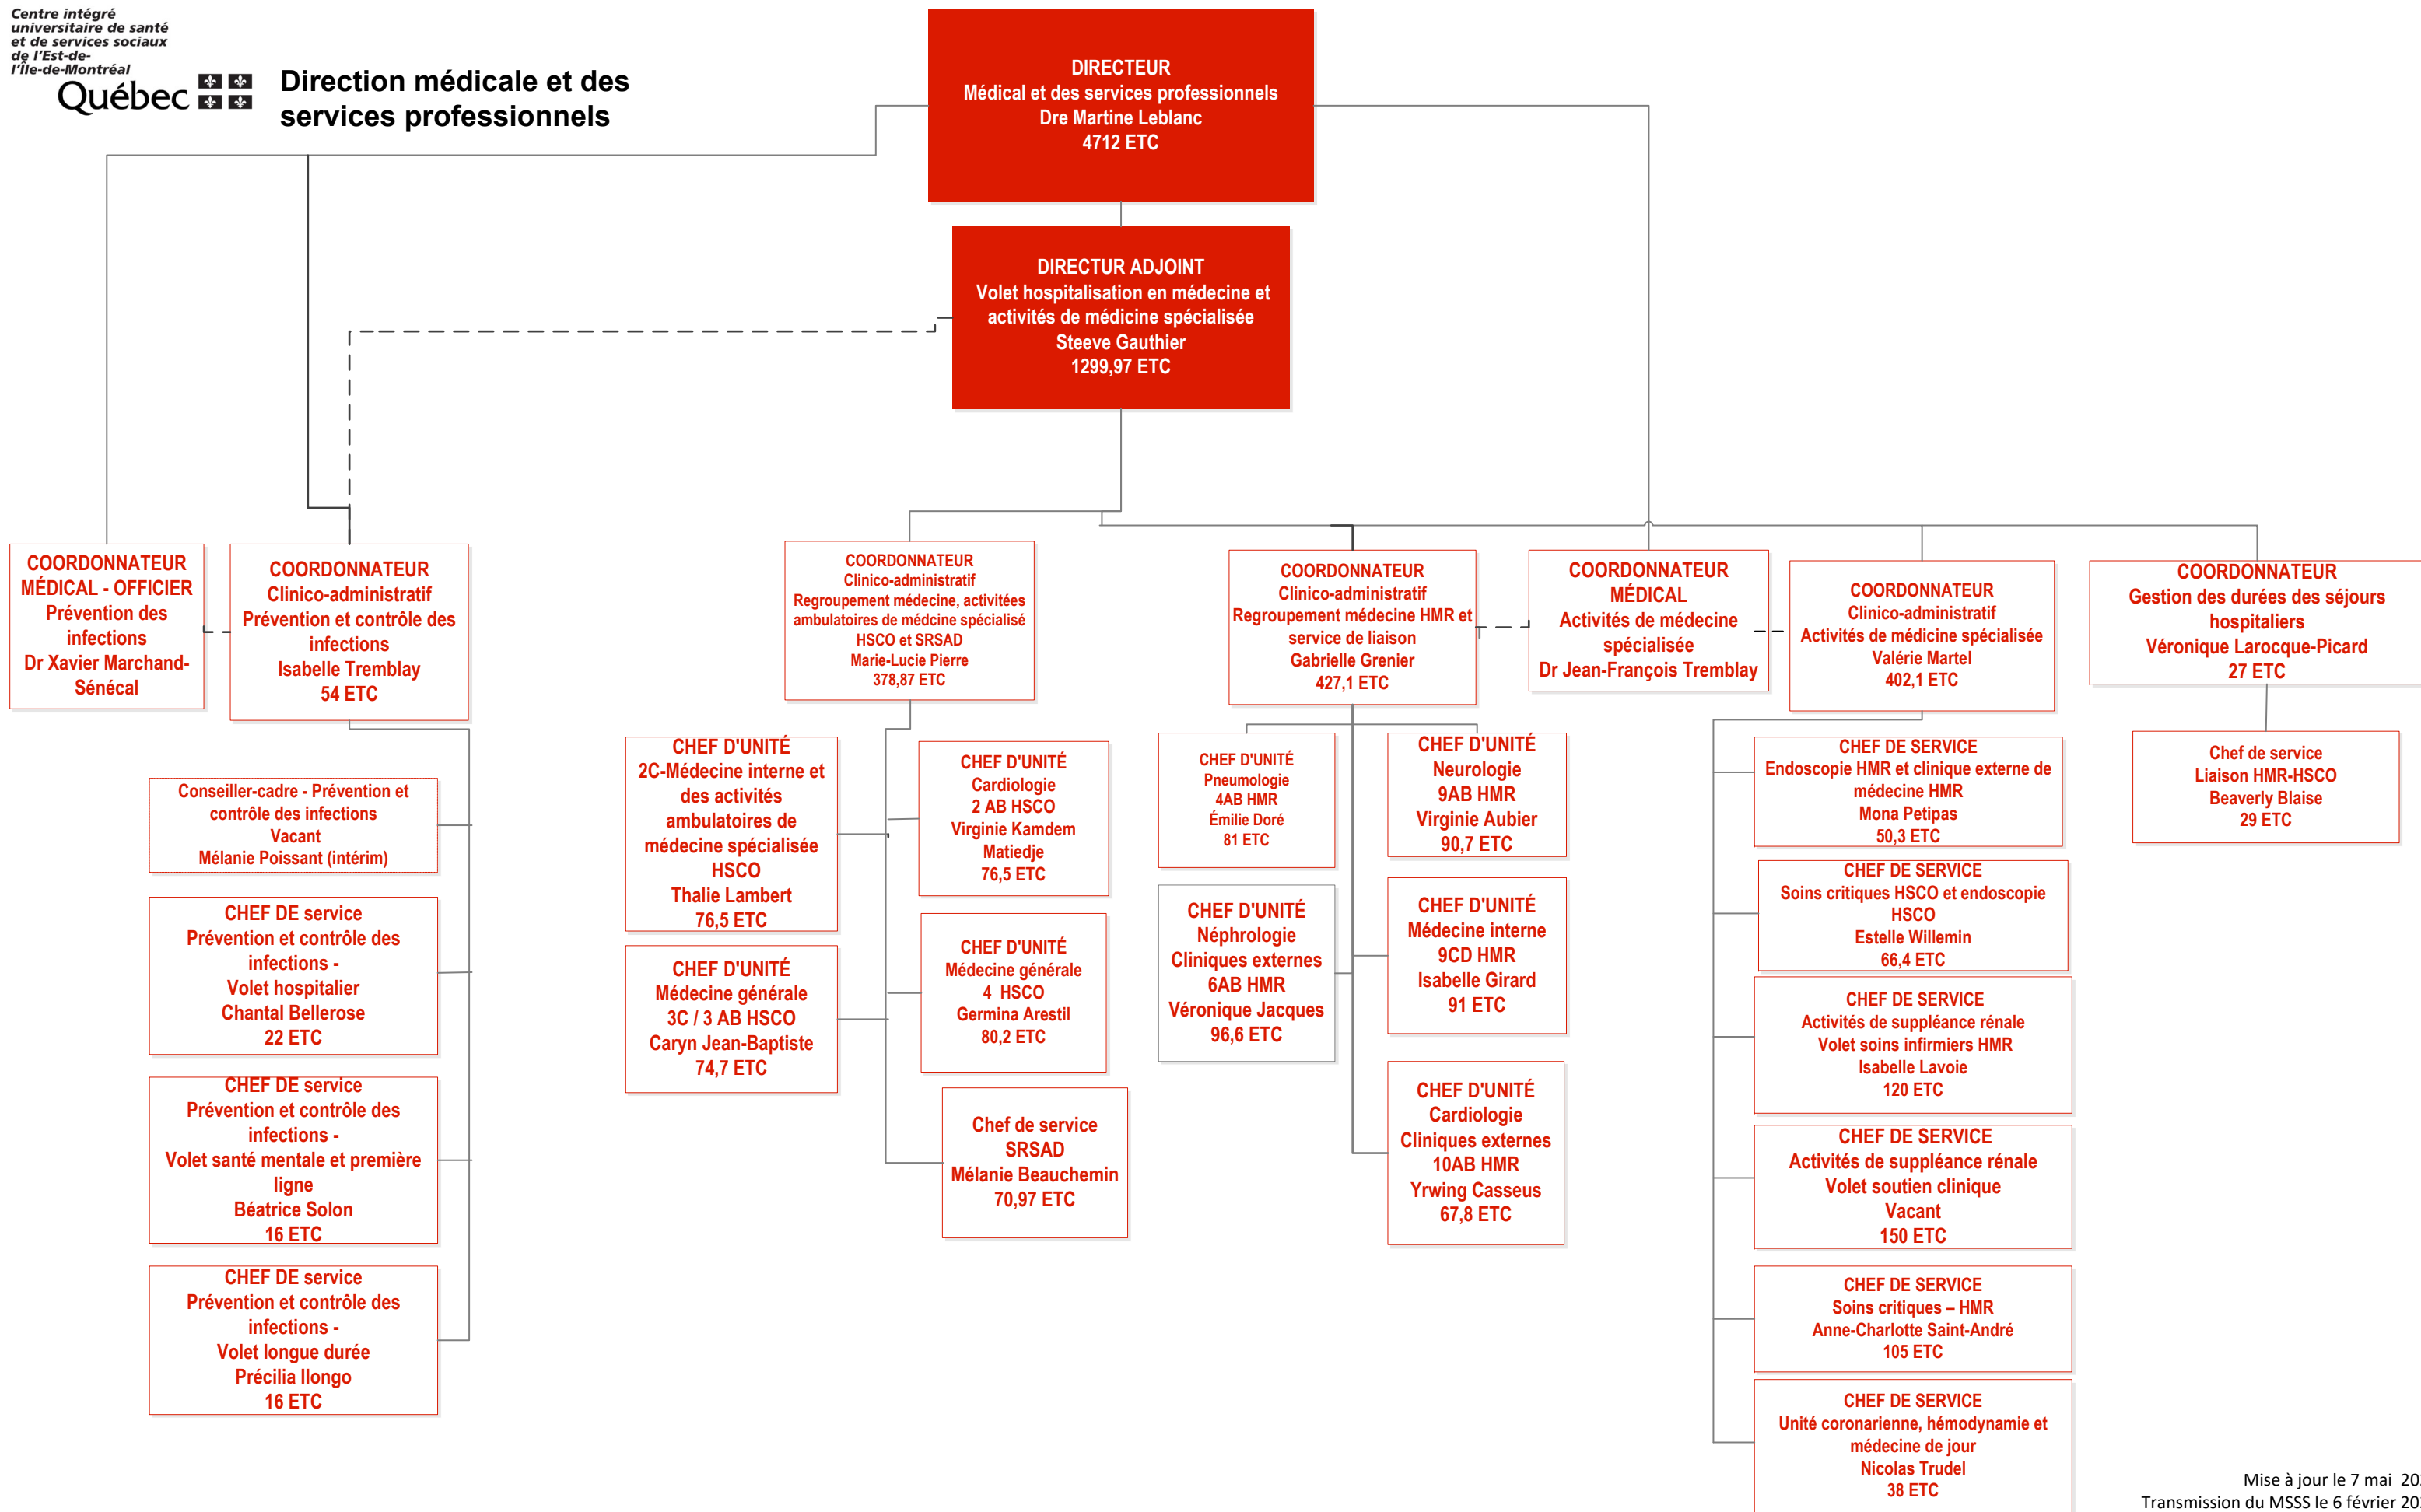 Centre intégré
universitaire de santé
et de services sociaux
de l'Est-de-
l'Île-de-Montréal
Québec
Direction médicale et des
services professionnels
DIRECTEUR
Médical et des services professionnels
Dre Martine Leblanc
4712 ETC
DIRECTUR ADJOINT
Volet hospitalisation en médecine et
activités de médicine spécialisée
Steeve Gauthier
1299,97 ETC
COORDONNATEUR
MÉDICAL - OFFICIER
Prévention des
infections
Dr Xavier Marchand-
Sénécal
COORDONNATEUR
Clinico-administratif
Prévention et contrôle des
infections
Isabelle Tremblay
54 ETC
COORDONNATEUR
Clinico-administratif
Regroupement médecine, activitées
ambulatoires de médcine spécialisé
HSCO et SRSAD
Marie-Lucie Pierre
378,87 ETC
COORDONNATEUR
Clinico-administratif
Regroupement médecine HMR et
service de liaison
Gabrielle Grenier
427,1 ETC
COORDONNATEUR
MÉDICAL
Activités de médecine
spécialisée
Dr Jean-François Tremblay
COORDONNATEUR
Clinico-administratif
Activités de médicine spécialisée
Valérie Martel
402,1 ETC
COORDONNATEUR
Gestion des durées des séjours
hospitaliers
Véronique Larocque-Picard
27 ETC
Conseiller-cadre - Prévention et
contrôle des infections
Vacant
Mélanie Poissant (intérim)
CHEF DE service
Prévention et contrôle des
infections -
Volet hospitalier
Chantal Bellerose
22 ETC
CHEF DE service
Prévention et contrôle des
infections -
Volet santé mentale et première
ligne
Béatrice Solon
16 ETC
CHEF DE service
Prévention et contrôle des
infections -
Volet longue durée
Précilia Ilongo
16 ETC
CHEF D'UNITÉ
2C-Médecine interne et
des activités
ambulatoires de
médecine spécialisée
HSCO
Thalie Lambert
76,5 ETC
CHEF D'UNITÉ
Médecine générale
3C / 3 AB HSCO
Caryn Jean-Baptiste
74,7 ETC
CHEF D'UNITÉ
Cardiologie
2 AB HSCO
Virginie Kamdem
Matiedje
76,5 ETC
CHEF D'UNITÉ
Médecine générale
4 HSCO
Germina Arestil
80,2 ETC
Chef de service
SRSAD
Mélanie Beauchemin
70,97 ETC
CHEF D'UNITÉ
Pneumologie
4AB HMR
Émilie Doré
81 ETC
CHEF D'UNITÉ
Néphrologie
Cliniques externes
6AB HMR
Véronique Jacques
96,6 ETC
CHEF D'UNITÉ
Neurologie
9AB HMR
Virginie Aubier
90,7 ETC
CHEF D'UNITÉ
Médecine interne
9CD HMR
Isabelle Girard
91 ETC
CHEF D'UNITÉ
Cardiologie
Cliniques externes
10AB HMR
Yrwing Casseus
67,8 ETC
CHEF DE SERVICE
Endoscopie HMR et clinique externe de
médecine HMR
Mona Petipas
50,3 ETC
CHEF DE SERVICE
Soins critiques HSCO et endoscopie
HSCO
Estelle Willemin
66,4 ETC
CHEF DE SERVICE
Activités de suppléance rénale
Volet soins infirmiers HMR
Isabelle Lavoie
120 ETC
CHEF DE SERVICE
Activités de suppléance rénale
Volet soutien clinique
Vacant
150 ETC
CHEF DE SERVICE
Soins critiques – HMR
Anne-Charlotte Saint-André
105 ETC
CHEF DE SERVICE
Unité coronarienne, hémodynamie et
médecine de jour
Nicolas Trudel
38 ETC
Chef de service
Liaison HMR-HSCO
Beaverly Blaise
29 ETC
Mise à jour le 7 mai
Transmission du MSSS le 6 février